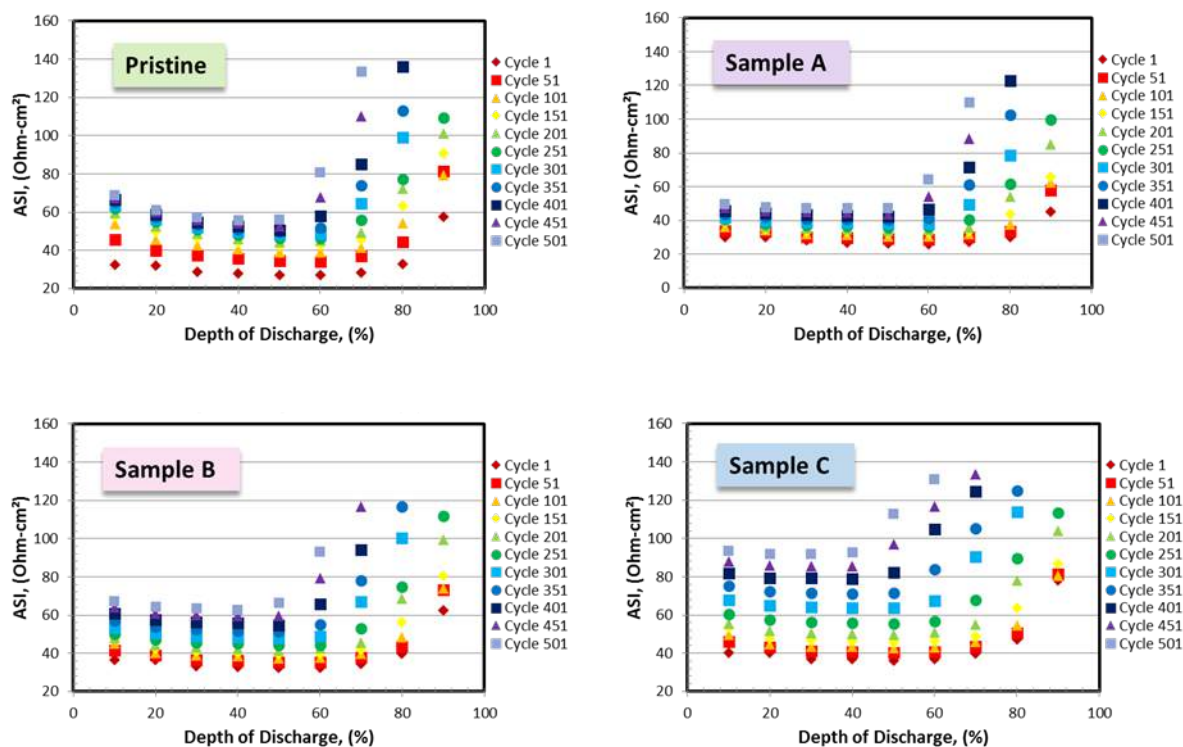 Pristine
ASI, (Ohm-cm²)
160
140
120
100
80
60
40
20
0 20 40 60 80 100
Depth of Discharge, (%)
Cycle 1
Cycle 51
Cycle 101
Cycle 151
Cycle 201
Cycle 251
Cycle 301
Cycle 351
Cycle 401
Cycle 451
Cycle 501
Sample A
ASI, (Ohm-cm²)
160
140
120
100
80
60
40
20
0
0 20 40 60 80 100
Depth of Discharge, (%)
Cycle 1
Cycle 51
Cycle 101
Cycle 151
Cycle 201
Cycle 251
Cycle 301
Cycle 351
Cycle 401
Cycle 451
Cycle 501
Sample B
ASI, (Ohm-cm²)
160
140
120
100
80
60
40
20
0 20 40 60 80 100
Depth of Discharge, (%)
Cycle 1
Cycle 51
Cycle 101
Cycle 151
Cycle 201
Cycle 251
Cycle 301
Cycle 351
Cycle 401
Cycle 451
Cycle 501
Sample C
ASI, (Ohm-cm²)
160
140
120
100
80
60
40
20
0 20 40 60 80 100
Depth of Discharge, (%)
Cycle 1
Cycle 51
Cycle 101
Cycle 151
Cycle 201
Cycle 251
Cycle 301
Cycle 351
Cycle 401
Cycle 451
Cycle 501